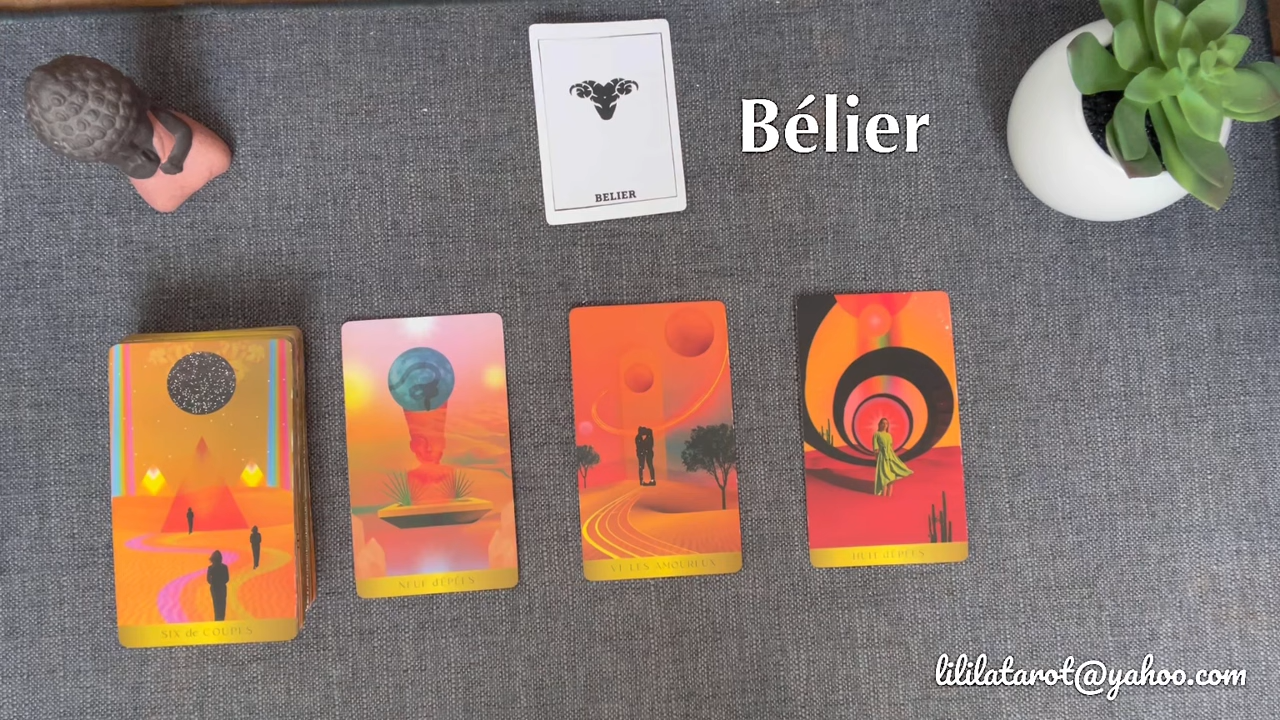 Bélier
BELIER
SIX de COUPES
NEUF d'ÉPÉES
VI·LES AMOUREUX
HUIT d'ÉPÉES
lililatarot@yahoo.com